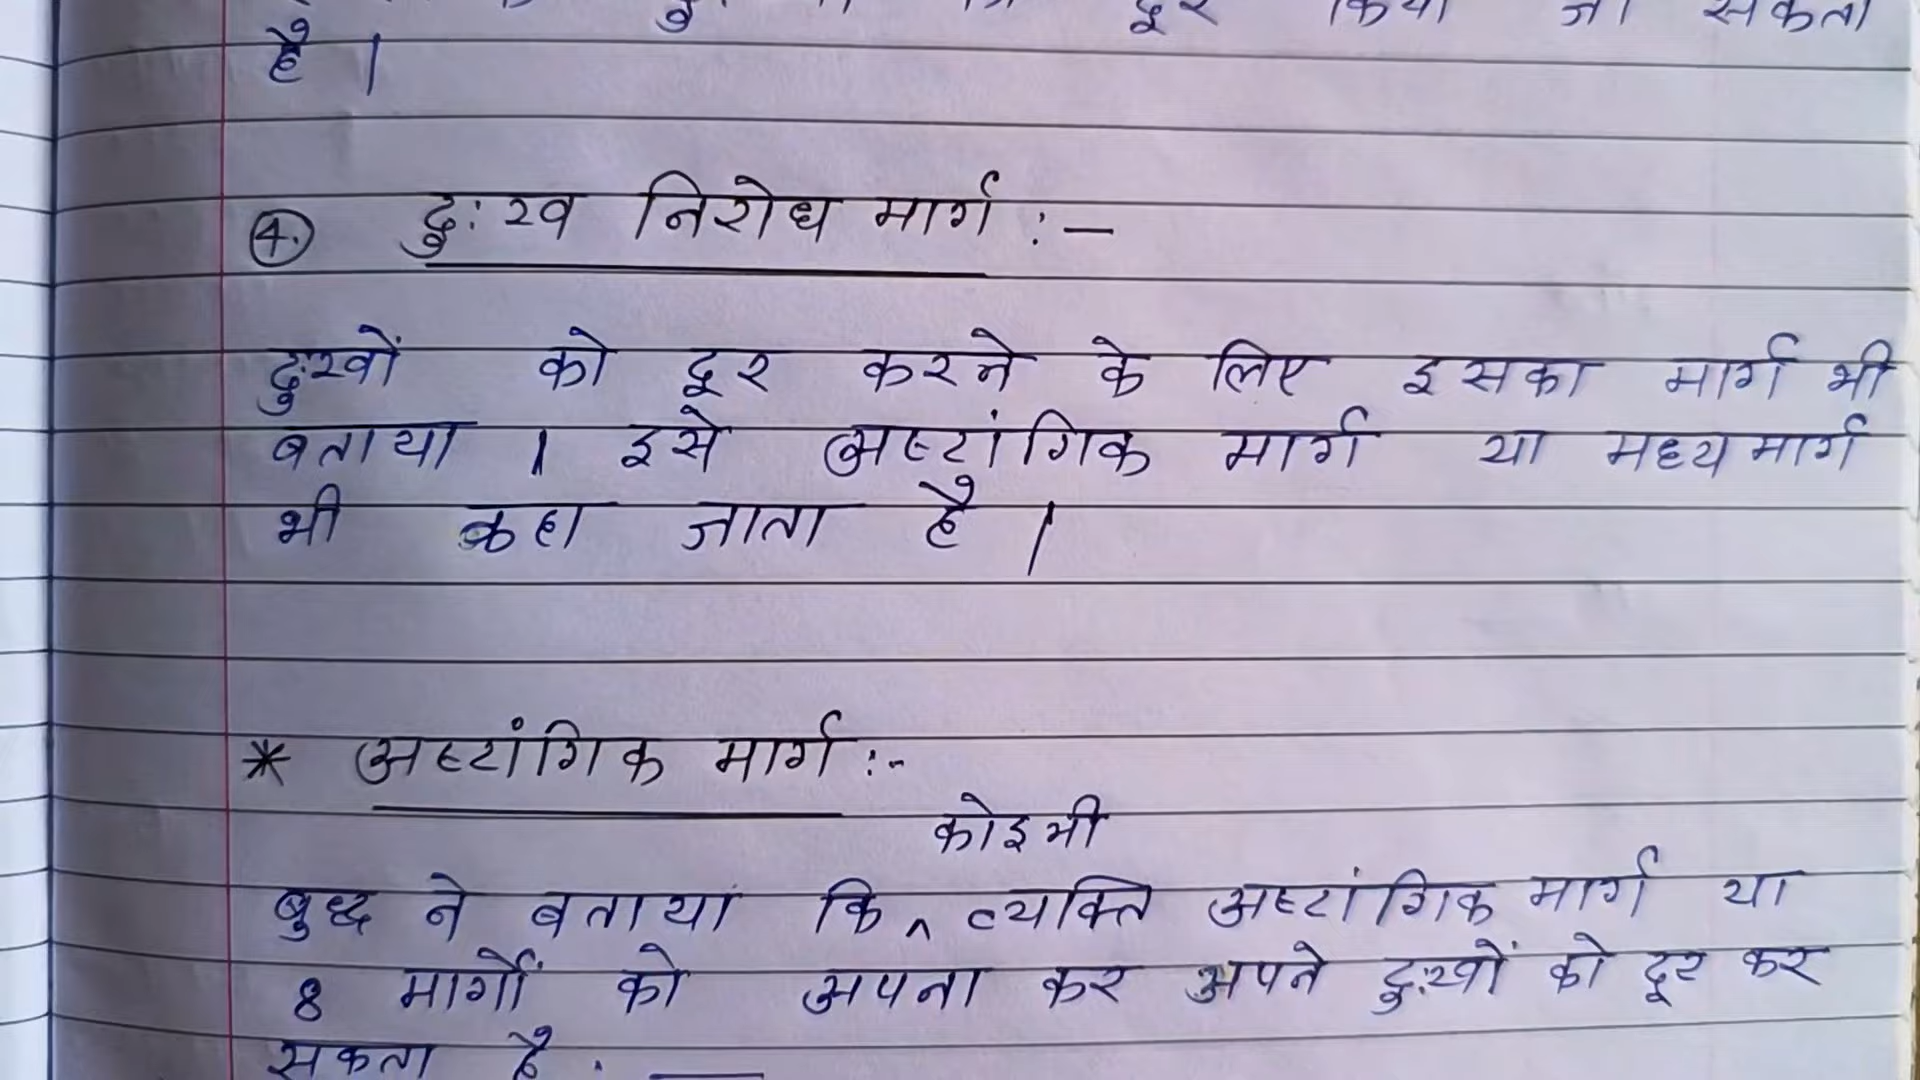 दूर किया जा सकता
है ।
④ दुःख निरोध मार्ग :—
दुःखों को दूर करने के लिए इसका मार्ग भी
बताया । इसे अष्टांगिक मार्ग या मध्यमार्ग
भी कहा जाता है ।
* अष्टांगिक मार्ग :-
कोइ भी
बुद्ध ने बताया कि ^ व्यक्ति अष्टांगिक मार्ग या
8 मार्गों को अपना कर अपने दुःखों को दूर कर
सकता है . —